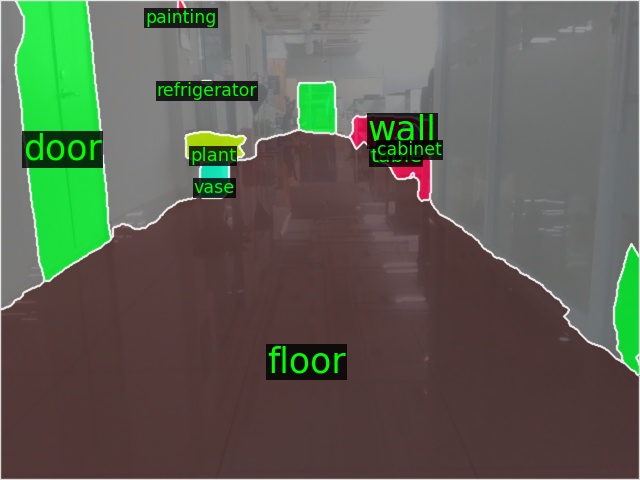 painting
refrigerator
door
wall
cabinet
table
plant
vase
floor